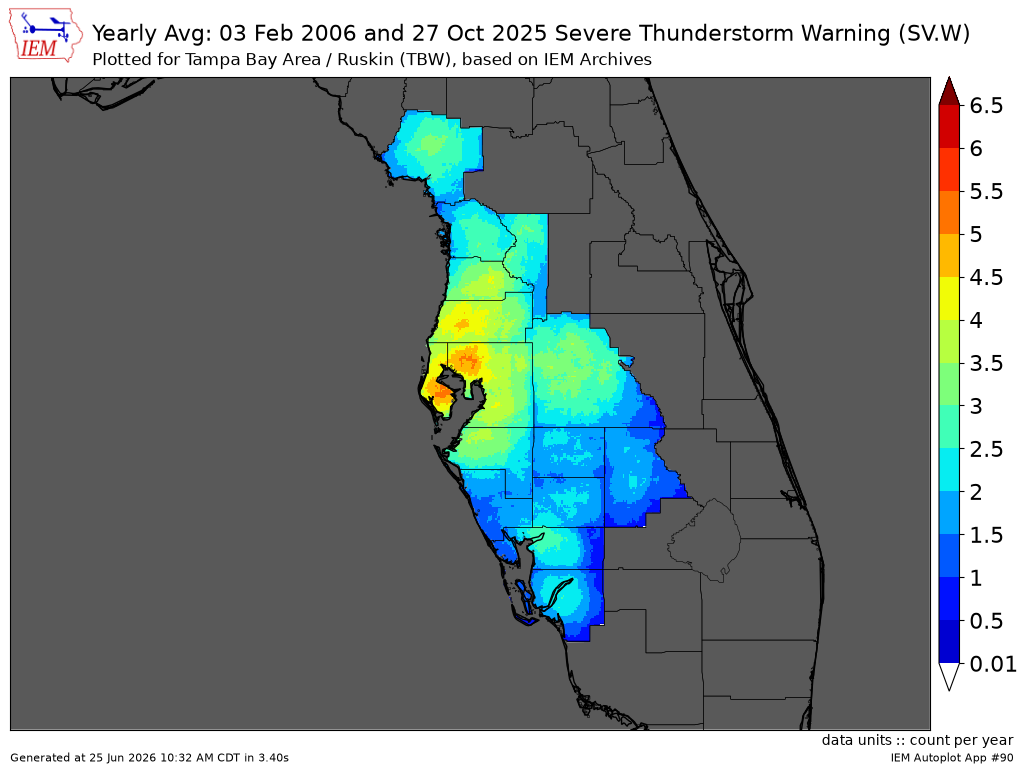 IEM
Yearly Avg: 03 Feb 2006 and 27 Oct 2025 Severe Thunderstorm Warning (SV.W)
Plotted for Tampa Bay Area / Ruskin (TBW), based on IEM Archives
6.5
6
5.5
5
4.5
4
3.5
3
2.5
2
1.5
1
0.5
0.01
data units :: count per year
Generated at 25 Jun 2026 10:32 AM CDT in 3.40s
IEM Autoplot App #90